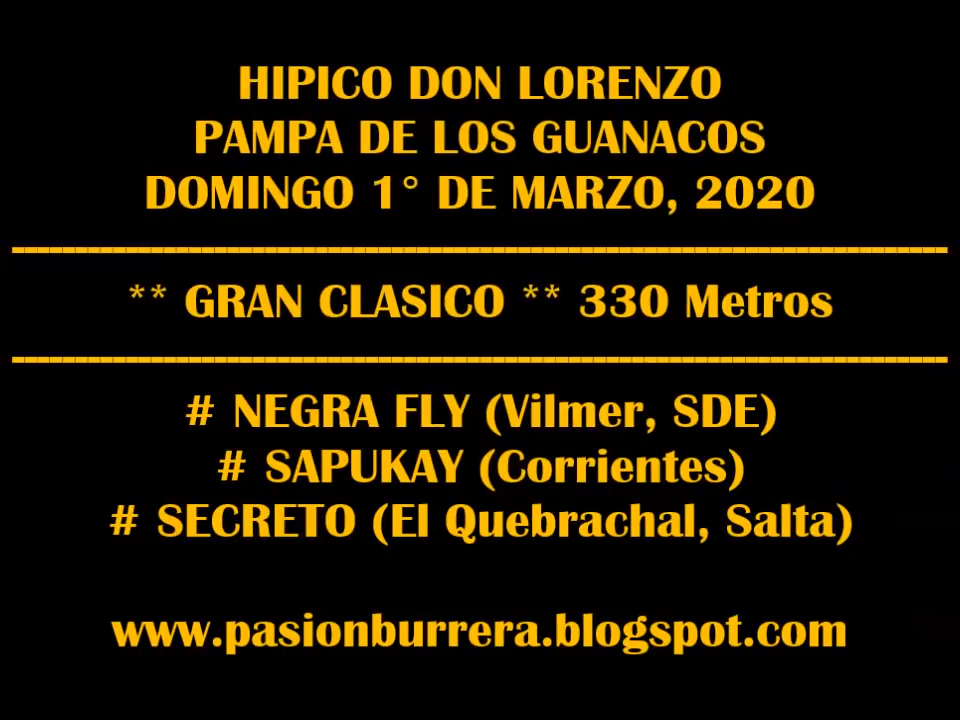 HIPICO DON LORENZO
PAMPA DE LOS GUANACOS
DOMINGO 1° DE MARZO, 2020
** GRAN CLASICO ** 330 Metros
# NEGRA FLY (Vilmer, SDE)
# SAPUKAY (Corrientes)
# SECRETO (El Quebrachal, Salta)
www.pasionburrera.blogspot.com